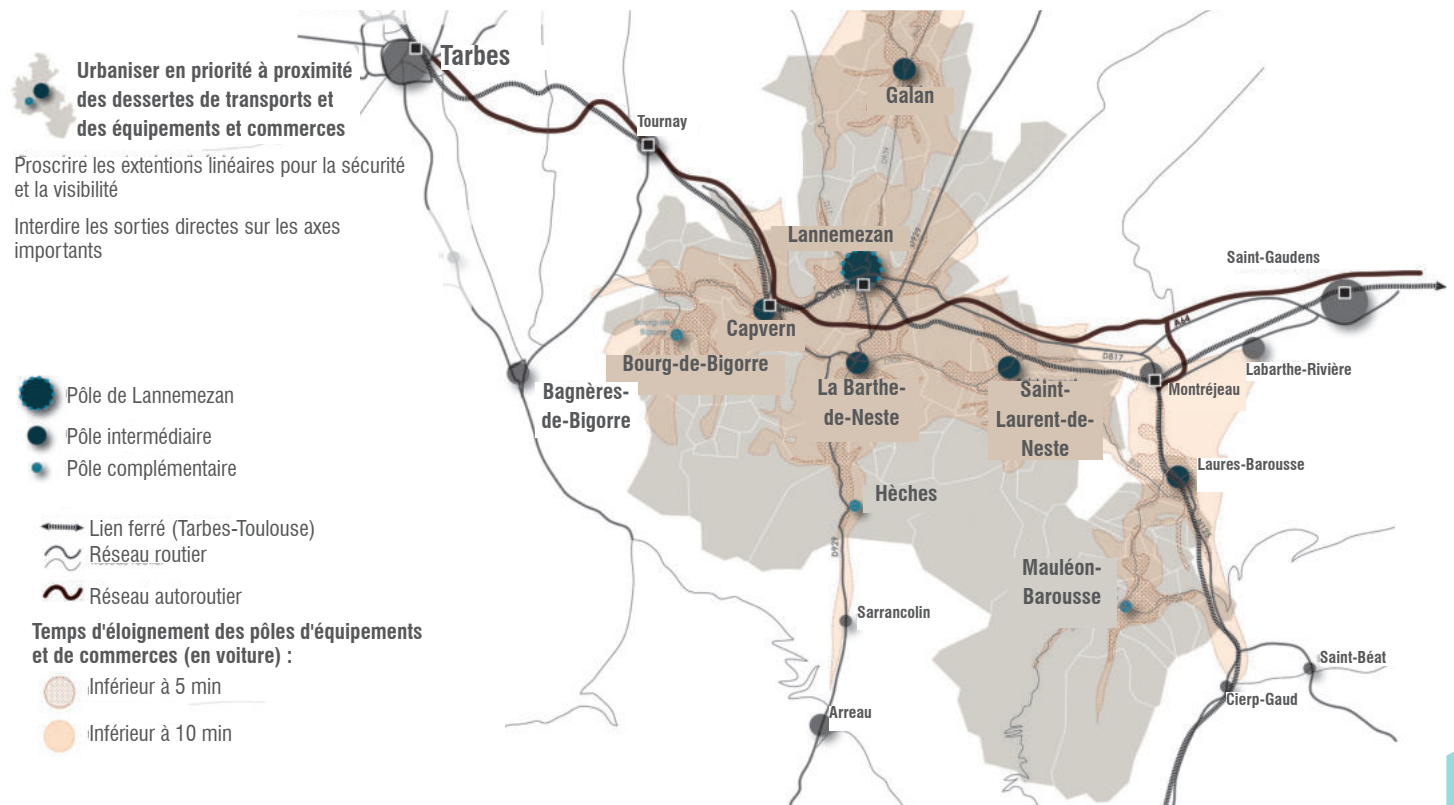 Urbaniser en priorité à proximité
des dessertes de transports et
des équipements et commerces
Proscrire les extentions linéaires pour la sécurité
et la visibilité
Interdire les sorties directes sur les axes
importants
Pôle de Lannemezan
Pôle intermédiaire
Pôle complémentaire
Lien ferré (Tarbes-Toulouse)
Réseau routier
Réseau autoroutier
Temps d'éloignement des pôles d'équipements
et de commerces (en voiture) :
Inférieur à 5 min
Inférieur à 10 min
Tarbes
Galan
Tournay
D939
D17
Lannemezan
Saint-Gaudens
Capvern
A64
D817
Bourg-de-Bigorre
Bagnères-
de-Bigorre
La Barthe-
de-Neste
Saint-
Laurent-de-
Neste
Montréjeau
Labarthe-Rivière
Laures-Barousse
Hèches
D929
Mauléon-
Barousse
Sarrancolin
Saint-Béat
Cierp-Gaud
Arreau